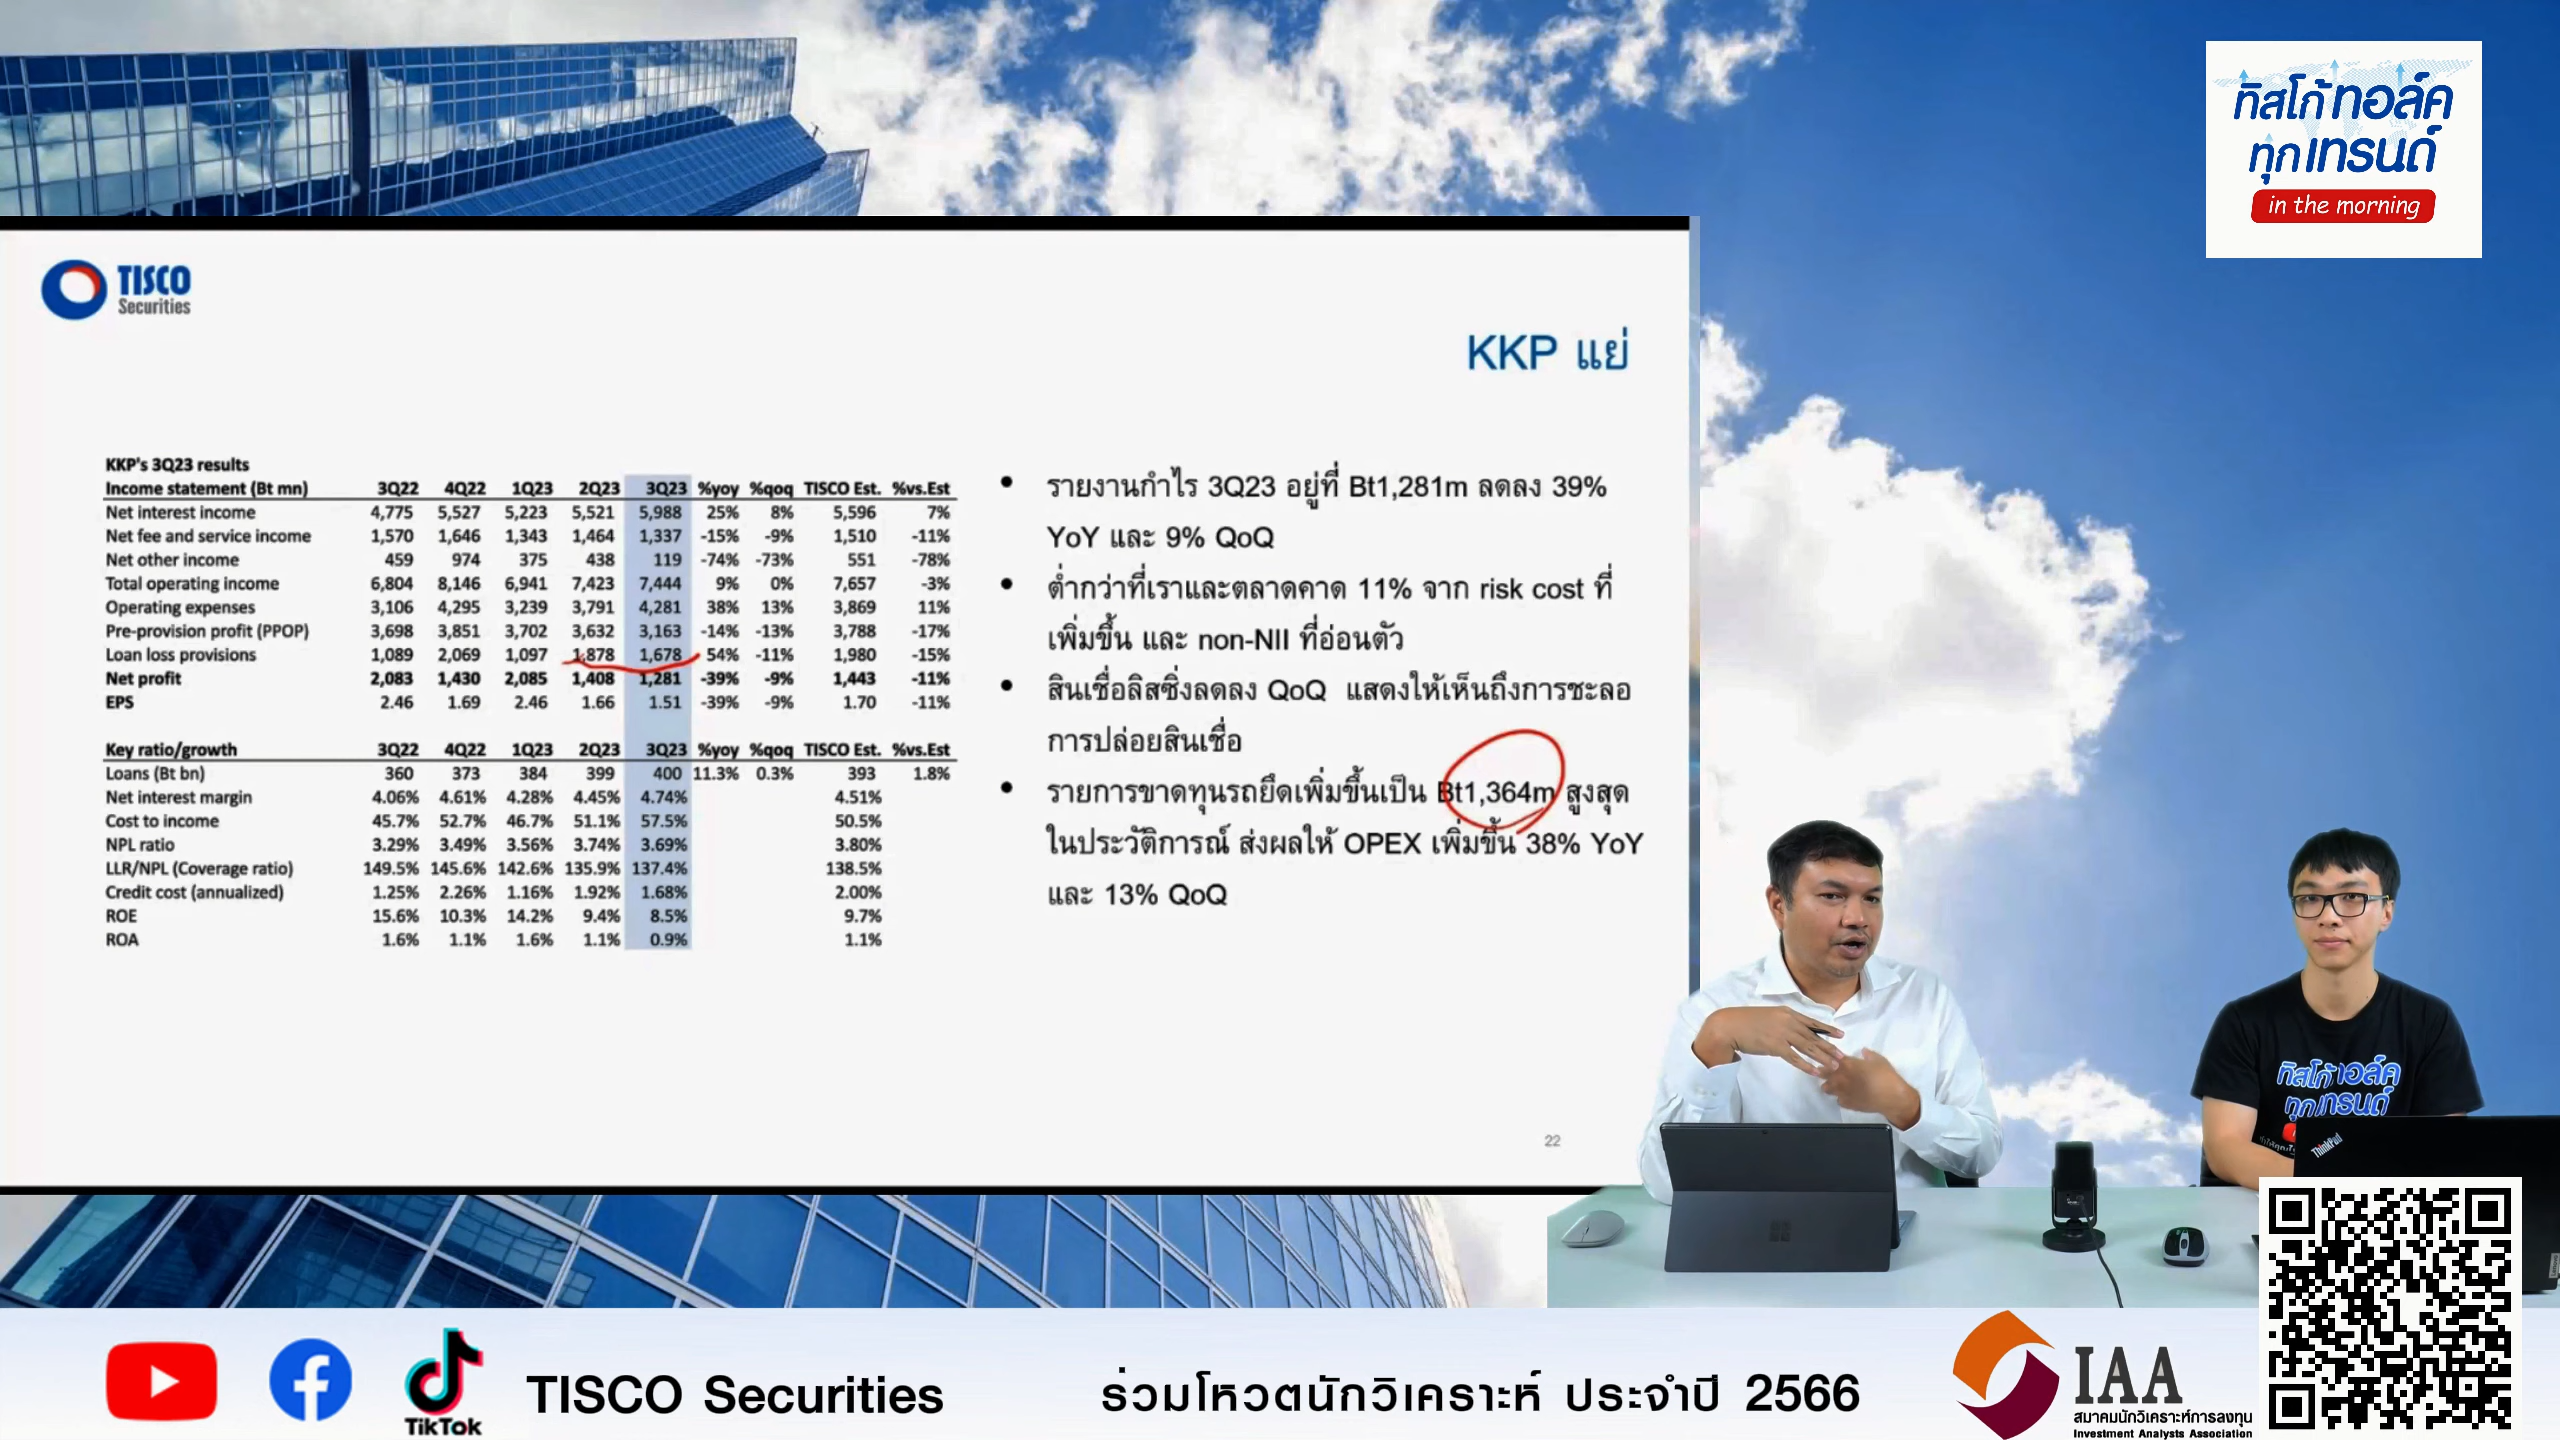 ทิสโก้ทอล์ค
ทุกเทรนด์
in the morning
TISCO
Securities
KKP แย่
KKP's 3Q23 results
Income statement (Bt mn) 3Q22 4Q22 1Q23 2Q23 3Q23 %yoy %qoq TISCO Est. %vs.Est
Net interest income 4,775 5,527 5,223 5,521 5,988 25% 8% 5,596 7%
Net fee and service income 1,570 1,646 1,343 1,464 1,337 -15% -9% 1,510 -11%
Net other income 459 974 375 438 119 -74% -73% 551 -78%
Total operating income 6,804 8,146 6,941 7,423 7,444 9% 0% 7,657 -3%
Operating expenses 3,106 4,295 3,239 3,791 4,281 38% 13% 3,869 11%
Pre-provision profit (PPOP) 3,698 3,851 3,702 3,632 3,163 -14% -13% 3,788 -17%
Loan loss provisions 1,089 2,069 1,097 1,878 1,678 54% -11% 1,980 -15%
Net profit 2,083 1,430 2,085 1,408 1,281 -39% -9% 1,443 -11%
EPS 2.46 1.69 2.46 1.66 1.51 -39% -9% 1.70 -11%
Key ratio/growth 3Q22 4Q22 1Q23 2Q23 3Q23 %yoy %qoq TISCO Est. %vs.Est
Loans (Bt bn) 360 373 384 399 400 11.3% 0.3% 393 1.8%
Net interest margin 4.06% 4.61% 4.28% 4.45% 4.74% 4.51%
Cost to income 45.7% 52.7% 46.7% 51.1% 57.5% 50.5%
NPL ratio 3.29% 3.49% 3.56% 3.74% 3.69% 3.80%
LLR/NPL (Coverage ratio) 149.5% 145.6% 142.6% 135.9% 137.4% 138.5%
Credit cost (annualized) 1.25% 2.26% 1.16% 1.92% 1.68% 2.00%
ROE 15.6% 10.3% 14.2% 9.4% 8.5% 9.7%
ROA 1.6% 1.1% 1.6% 1.1% 0.9% 1.1%
• รายงานกำไร 3Q23 อยู่ที่ Bt1,281m ลดลง 39%
YoY และ 9% QoQ
• ต่ำกว่าที่เราและตลาดคาด 11% จาก risk cost ที่
เพิ่มขึ้น และ non-NII ที่อ่อนตัว
• สินเชื่อลิสซิ่งลดลง QoQ แสดงให้เห็นถึงการชะลอ
การปล่อยสินเชื่อ
• รายการขาดทุนรถยึดเพิ่มขึ้นเป็น Bt1,364m สูงสุด
ในประวัติการณ์ ส่งผลให้ OPEX เพิ่มขึ้น 38% YoY
และ 13% QoQ
22
ทิสโก้ทอล์ค
ทุกเทรนด์
ThinkPad
TikTok
TISCO Securities
ร่วมโหวตนักวิเคราะห์ ประจำปี 2566
IAA
สมาคมนักวิเคราะห์การลงทุน
Investment Analysts Association